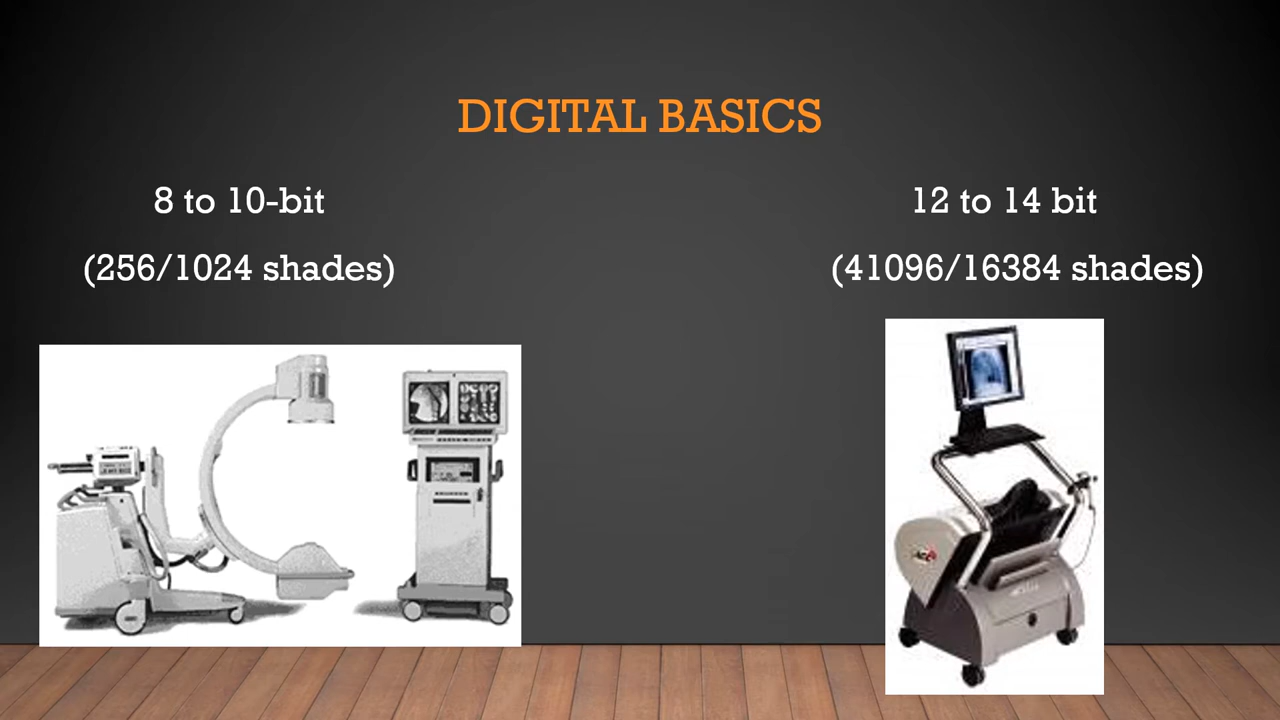 DIGITAL BASICS
8 to 10-bit
(256/1024 shades)
12 to 14 bit
(41096/16384 shades)